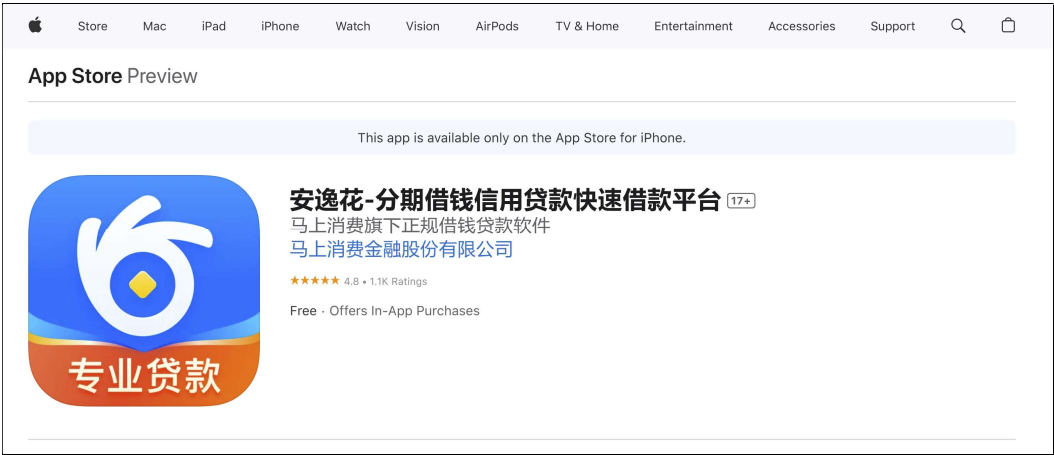 Store Mac iPad iPhone Watch Vision AirPods TV & Home Entertainment Accessories Support
App Store Preview
This app is available only on the App Store for iPhone.
安逸花-分期借钱信用贷款快速借款平台 17+
马上消费旗下正规借钱贷款软件
马上消费金融股份有限公司
★★★★★ 4.8 • 1.1K Ratings
Free · Offers In-App Purchases
专业贷款